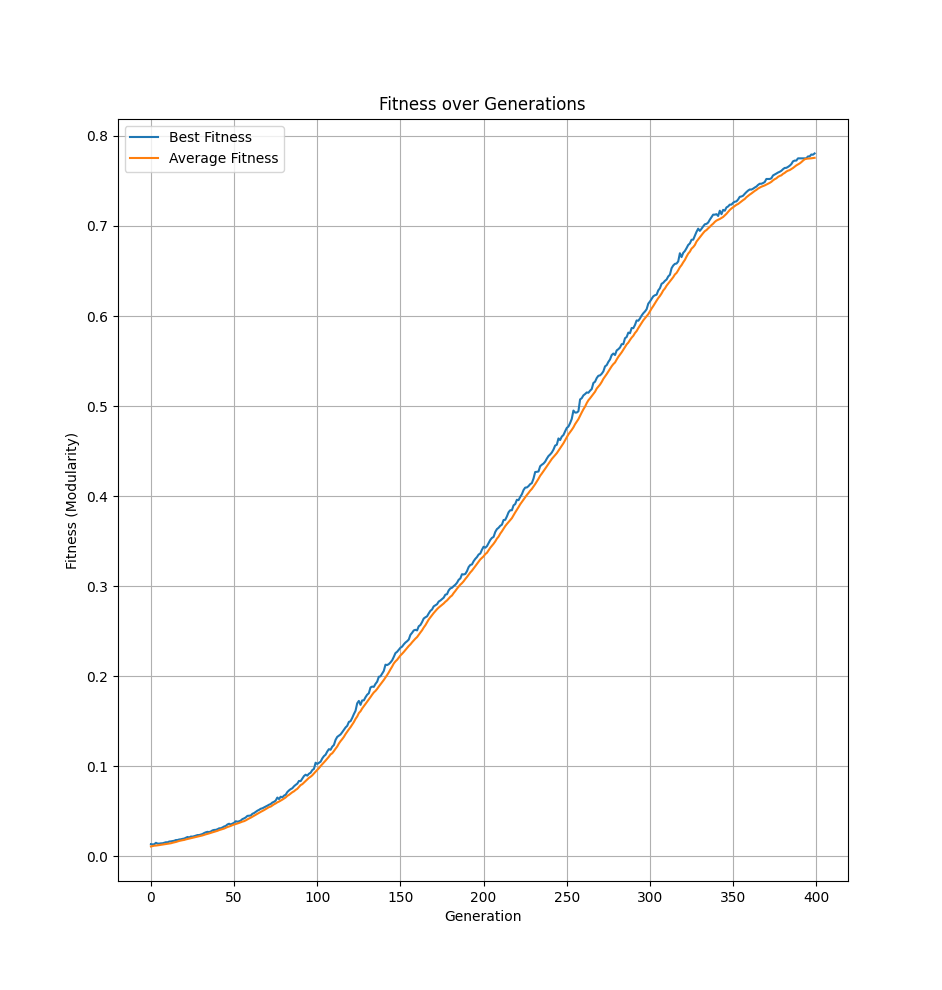 Fitness over Generations
Best Fitness
Average Fitness
0.8
0.7
0.6
0.5
0.4
0.3
0.2
0.1
0.0
Fitness (Modularity)
0 50 100 150 200 250 300 350 400
Generation